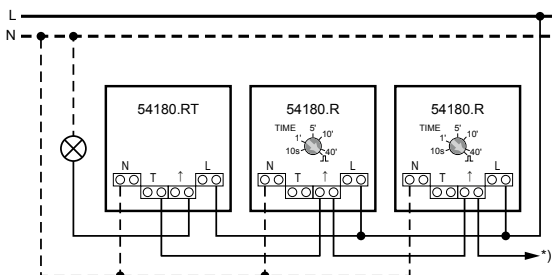 L
N
54180.RT
54180.R
54180.R
TIME 5'
1' 10'
10s 40'
TIME 5'
1' 10'
10s 40'
N T ↑ L
N T ↑ L
N T ↑ L
*)